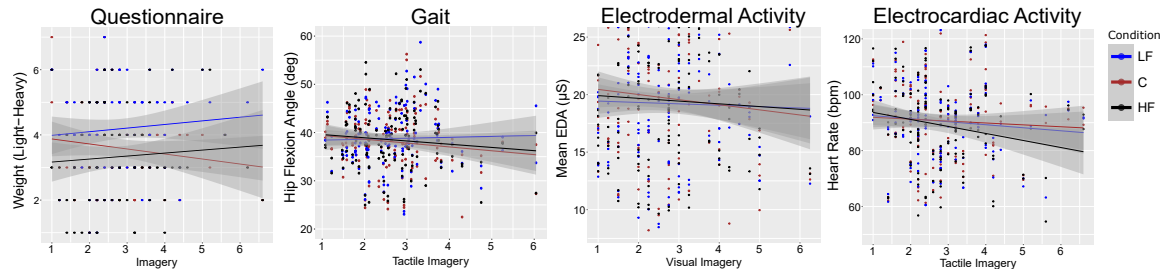 Questionnaire
Weight (Light-Heavy)
6
4
2
1 2 3 4 5 6
Imagery
Gait
Hip Flexion Angle (deg)
60
50
40
30
20
1 2 3 4 5 6
Tactile Imagery
Electrodermal Activity
Mean EDA (µS)
25
20
15
10
1 2 3 4 5 6
Visual Imagery
Electrocardiac Activity
Heart Rate (bpm)
120
100
80
60
1 2 3 4 5 6
Tactile Imagery
Condition
LF
C
HF